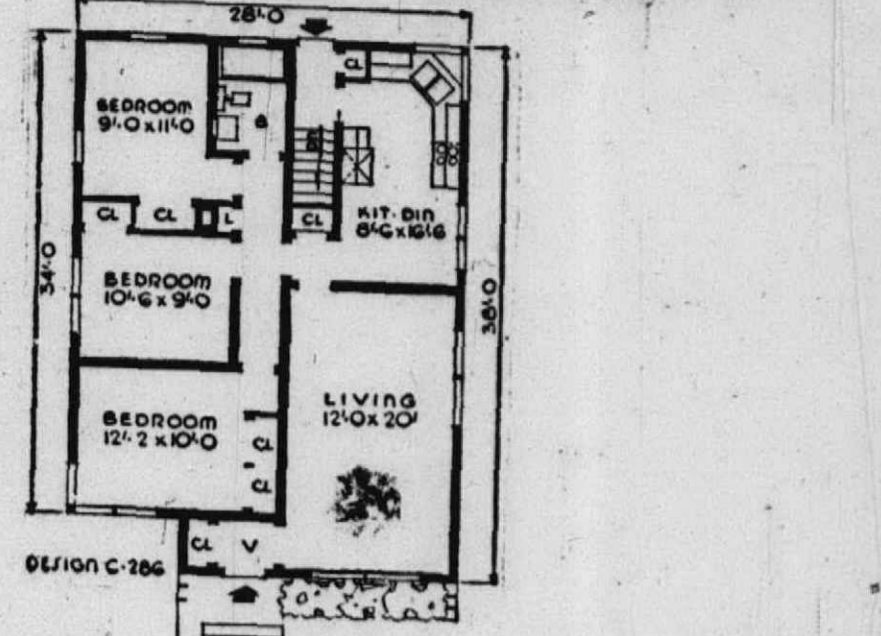 28'-0
CL
BEDROOM
9'-0 x 11'-0
B
DN
CL
CL
L
CL
KIT-DIN
8'-6 x 16'-6
34'-0
BEDROOM
10'-6 x 9'-0
38'-0
LIVING
12'-0 x 20'
BEDROOM
12'-2 x 10'-0
CL
CL
CL
V
DESIGN C-286